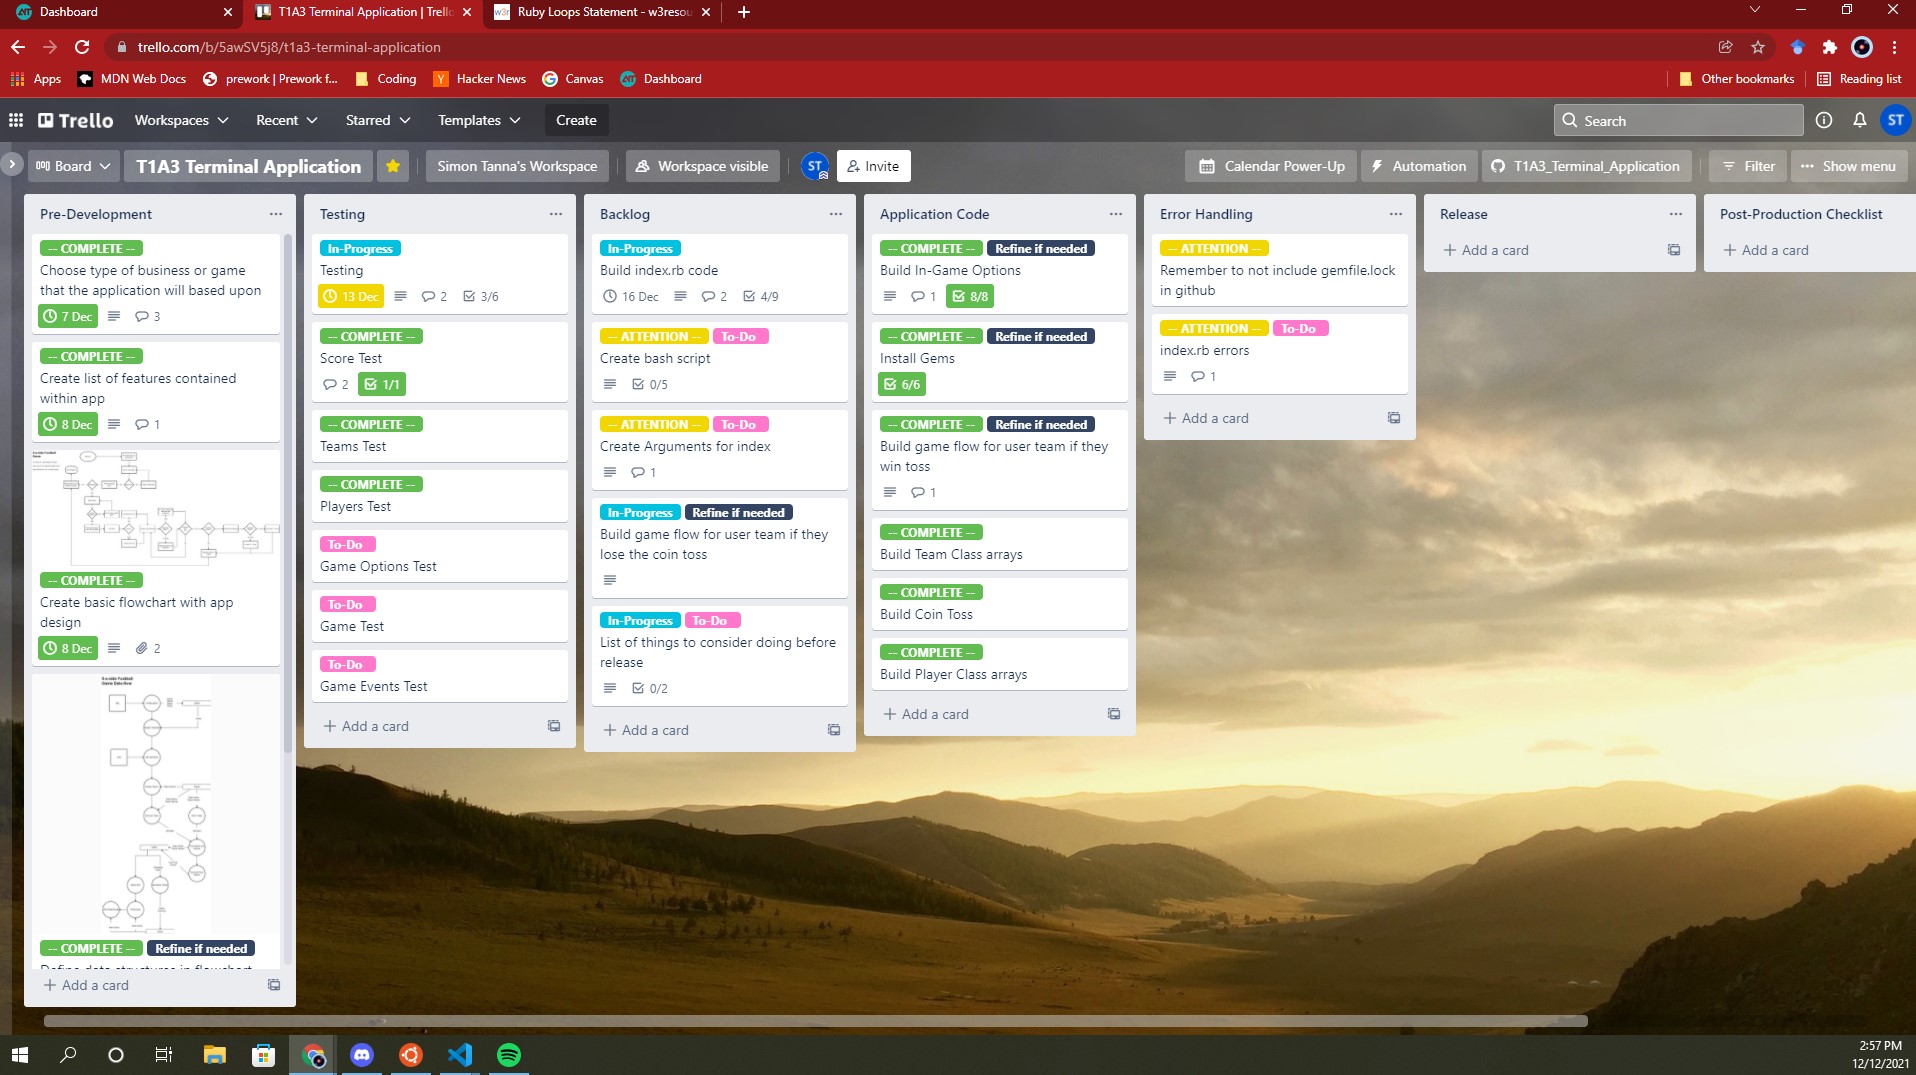 Dashboard
T1A3 Terminal Application | Trello
Ruby Loops Statement - w3resou
trello.com/b/5awSV5j8/t1a3-terminal-application
Apps
MDN Web Docs
prework | Prework f...
Coding
Hacker News
Canvas
Dashboard
Other bookmarks
Reading list
Trello
Workspaces
Recent
Starred
Templates
Create
Search
ST
Board
T1A3 Terminal Application
Simon Tanna's Workspace
Workspace visible
ST
Invite
Calendar Power-Up
Automation
T1A3_Terminal_Application
Filter
Show menu
Pre-Development
-- COMPLETE --
Choose type of business or game
that the application will based upon
7 Dec
3
-- COMPLETE --
Create list of features contained
within app
8 Dec
1
-- COMPLETE --
Create basic flowchart with app
design
8 Dec
2
-- COMPLETE --
Refine if needed
Define data structures in flowchart
Add a card
Testing
In-Progress
Testing
13 Dec
2
3/6
-- COMPLETE --
Score Test
2
1/1
-- COMPLETE --
Teams Test
-- COMPLETE --
Players Test
To-Do
Game Options Test
To-Do
Game Test
To-Do
Game Events Test
Add a card
Backlog
In-Progress
Build index.rb code
16 Dec
2
4/9
-- ATTENTION --
To-Do
Create bash script
0/5
-- ATTENTION --
To-Do
Create Arguments for index
1
In-Progress
Refine if needed
Build game flow for user team if they
lose the coin toss
In-Progress
To-Do
List of things to consider doing before
release
0/2
Add a card
Application Code
-- COMPLETE --
Refine if needed
Build In-Game Options
1
8/8
-- COMPLETE --
Refine if needed
Install Gems
6/6
-- COMPLETE --
Refine if needed
Build game flow for user team if they
win toss
1
-- COMPLETE --
Build Team Class arrays
-- COMPLETE --
Build Coin Toss
-- COMPLETE --
Build Player Class arrays
Add a card
Error Handling
-- ATTENTION --
Remember to not include gemfile.lock
in github
-- ATTENTION --
To-Do
index.rb errors
1
Add a card
Release
Add a card
Post-Production Checklist
Add a card
2:57 PM
12/12/2021